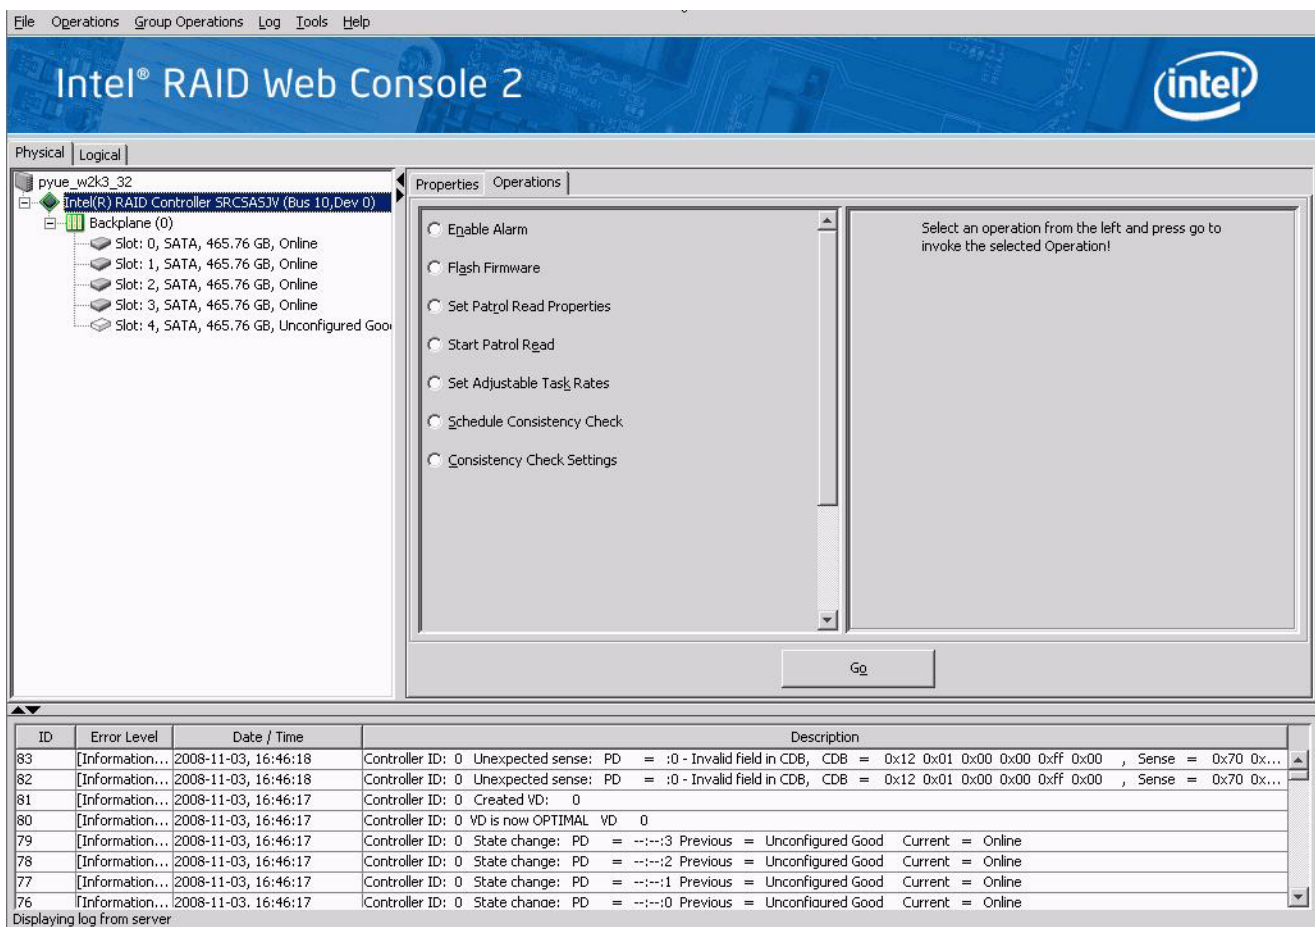 File Operations Group Operations Log Tools Help
Intel® RAID Web Console 2
intel
Physical Logical
pyue_w2k3_32
Intel(R) RAID Controller SRCSASJV (Bus 10,Dev 0)
Backplane (0)
Slot: 0, SATA, 465.76 GB, Online
Slot: 1, SATA, 465.76 GB, Online
Slot: 2, SATA, 465.76 GB, Online
Slot: 3, SATA, 465.76 GB, Online
Slot: 4, SATA, 465.76 GB, Unconfigured Goo
Properties Operations
Enable Alarm
Flash Firmware
Set Patrol Read Properties
Start Patrol Read
Set Adjustable Task Rates
Schedule Consistency Check
Consistency Check Settings
Select an operation from the left and press go to
invoke the selected Operation!
Go
ID Error Level Date / Time Description
83 [Information... 2008-11-03, 16:46:18 Controller ID: 0 Unexpected sense: PD = :0 - Invalid field in CDB, CDB = 0x12 0x01 0x00 0x00 0xff 0x00 , Sense = 0x70 0x...
82 [Information... 2008-11-03, 16:46:18 Controller ID: 0 Unexpected sense: PD = :0 - Invalid field in CDB, CDB = 0x12 0x01 0x00 0x00 0xff 0x00 , Sense = 0x70 0x...
81 [Information... 2008-11-03, 16:46:17 Controller ID: 0 Created VD: 0
80 [Information... 2008-11-03, 16:46:17 Controller ID: 0 VD is now OPTIMAL VD 0
79 [Information... 2008-11-03, 16:46:17 Controller ID: 0 State change: PD = --:--:3 Previous = Unconfigured Good Current = Online
78 [Information... 2008-11-03, 16:46:17 Controller ID: 0 State change: PD = --:--:2 Previous = Unconfigured Good Current = Online
77 [Information... 2008-11-03, 16:46:17 Controller ID: 0 State change: PD = --:--:1 Previous = Unconfigured Good Current = Online
76 [Information... 2008-11-03, 16:46:17 Controller ID: 0 State change: PD = --:--:0 Previous = Unconfigured Good Current = Online
Displaying log from server